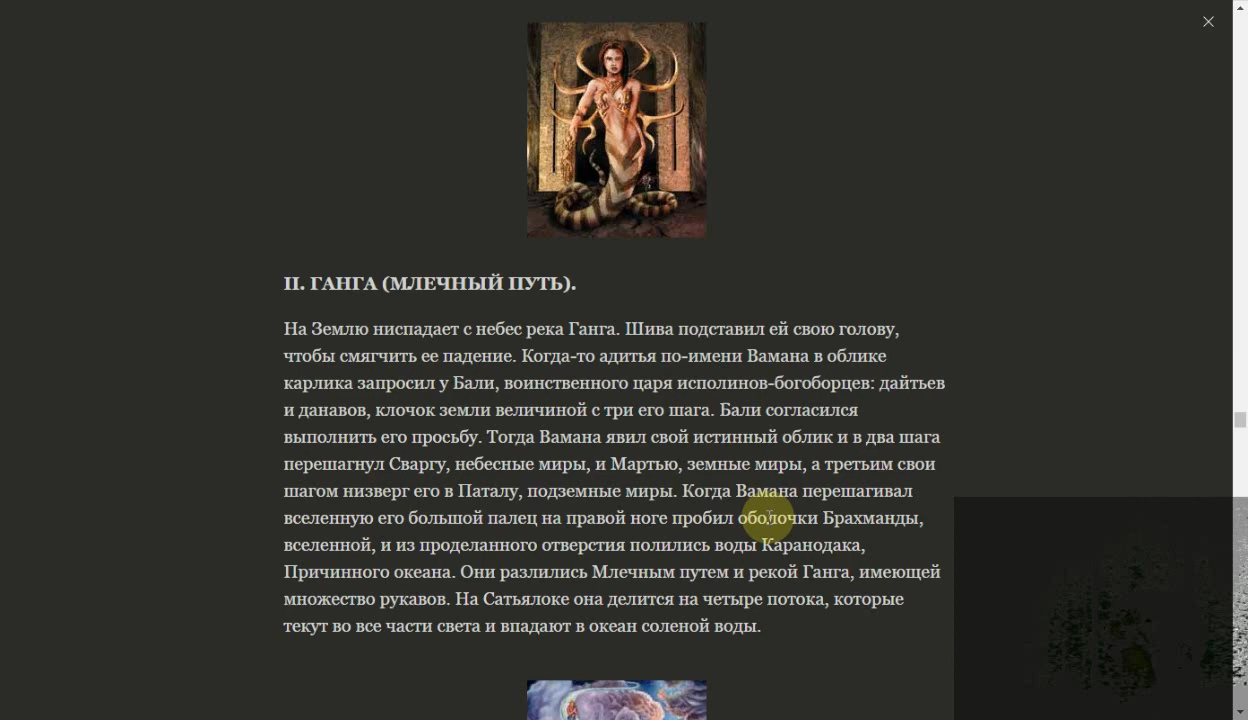 II. ГАНГА (МЛЕЧНЫЙ ПУТЬ).
На Землю ниспадает с небес река Ганга. Шива подставил ей свою голову,
чтобы смягчить ее падение. Когда-то адитья по-имени Вамана в облике
карлика запросил у Бали, воинственного царя исполинов-богоборцев: дайтьев
и данавов, клочок земли величиной с три его шага. Бали согласился
выполнить его просьбу. Тогда Вамана явил свой истинный облик и в два шага
перешагнул Сваргу, небесные миры, и Мартью, земные миры, а третьим свои
шагом низверг его в Паталу, подземные миры. Когда Вамана перешагивал
вселенную его большой палец на правой ноге пробил оболочки Брахманды,
вселенной, и из проделанного отверстия полились воды Каранодака,
Причинного океана. Они разлились Млечным путем и рекой Ганга, имеющей
множество рукавов. На Сатьялоке она делится на четыре потока, которые
текут во все части света и впадают в океан соленой воды.